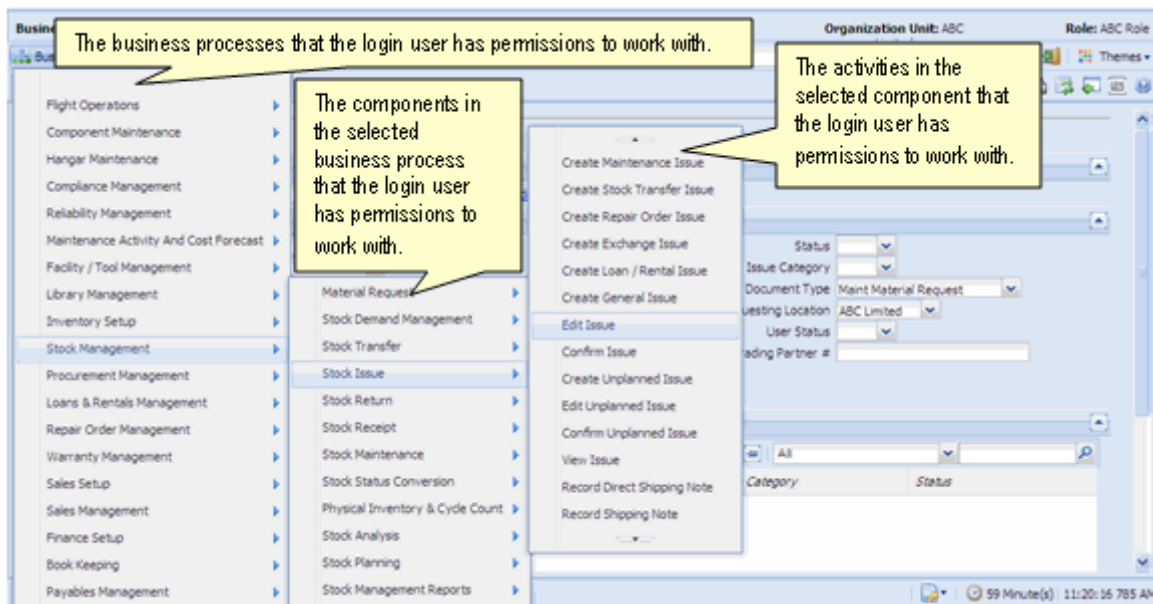 Busine
Organization Unit: ABC
Role: ABC Role
Bus
Themes
The business processes that the login user has permissions to work with.
The components in
the selected
business process
that the login user
has permissions to
work with.
The activities in the
selected component that
the login user has
permissions to work with.
Flight Operations
Component Maintenance
Hangar Maintenance
Compliance Management
Reliability Management
Maintenance Activity And Cost Forecast
Facility / Tool Management
Library Management
Inventory Setup
Stock Management
Procurement Management
Loans & Rentals Management
Repair Order Management
Warranty Management
Sales Setup
Sales Management
Finance Setup
Book Keeping
Payables Management
Material Request
Stock Demand Management
Stock Transfer
Stock Issue
Stock Return
Stock Receipt
Stock Maintenance
Stock Status Conversion
Physical Inventory & Cycle Count
Stock Analysis
Stock Planning
Stock Management Reports
Create Maintenance Issue
Create Stock Transfer Issue
Create Repair Order Issue
Create Exchange Issue
Create Loan / Rental Issue
Create General Issue
Edit Issue
Confirm Issue
Create Unplanned Issue
Edit Unplanned Issue
Confirm Unplanned Issue
View Issue
Record Direct Shipping Note
Record Shipping Note
Status
Issue Category
Document Type Maint Material Request
uesting Location ABC Limited
User Status
rading Partner #
All
Category Status
59 Minute(s) 11:20:16 785 AM